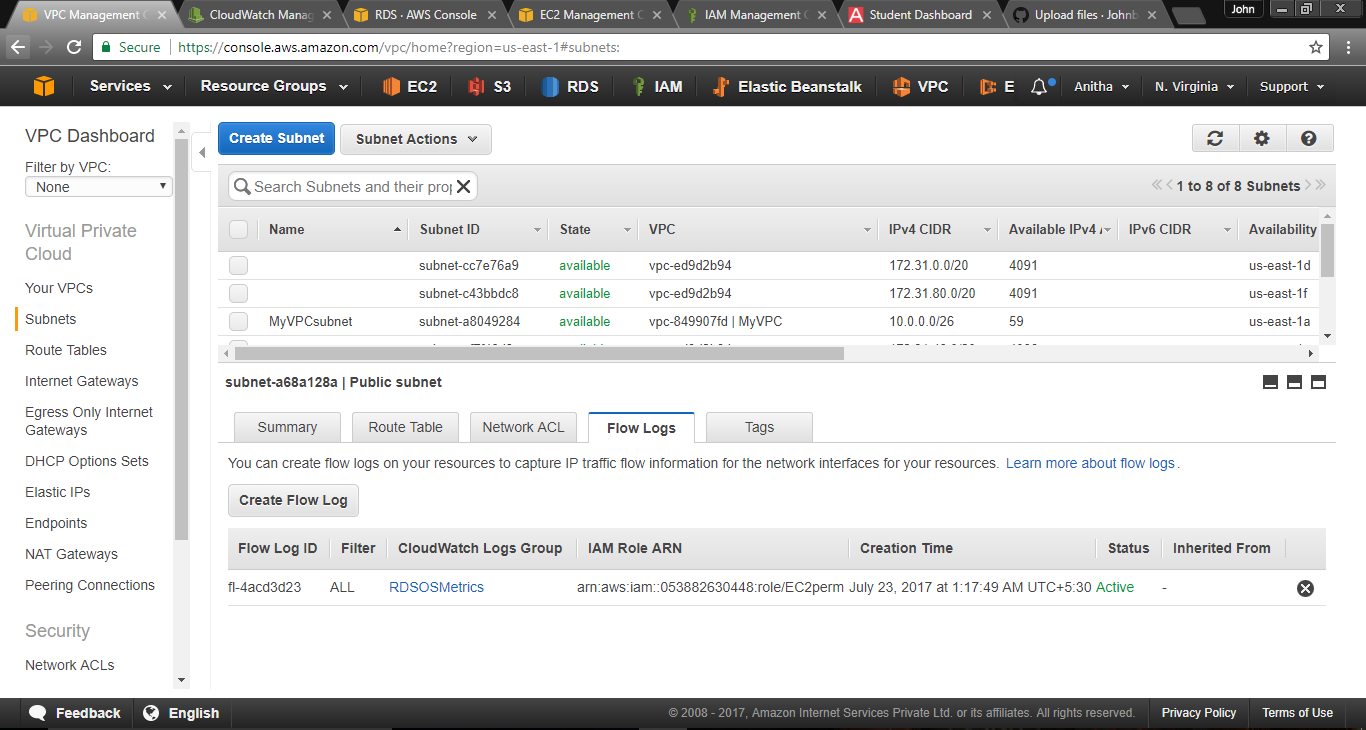 VPC Management C
CloudWatch Manag
RDS · AWS Console
EC2 Management C
IAM Management C
Student Dashboard
Upload files · Johnb
John
Secure
https://console.aws.amazon.com/vpc/home?region=us-east-1#subnets:
Services
Resource Groups
EC2
S3
RDS
IAM
Elastic Beanstalk
VPC
E
Anitha
N. Virginia
Support
VPC Dashboard
Filter by VPC:
None
Virtual Private
Cloud
Your VPCs
Subnets
Route Tables
Internet Gateways
Egress Only Internet
Gateways
DHCP Options Sets
Elastic IPs
Endpoints
NAT Gateways
Peering Connections
Security
Network ACLs
Create Subnet
Subnet Actions
Search Subnets and their prop
1 to 8 of 8 Subnets
Name Subnet ID State VPC IPv4 CIDR Available IPv4 IPv6 CIDR Availability
subnet-cc7e76a9 available vpc-ed9d2b94 172.31.0.0/20 4091 us-east-1d
subnet-c43bbdc8 available vpc-ed9d2b94 172.31.80.0/20 4091 us-east-1f
MyVPCsubnet subnet-a8049284 available vpc-849907fd | MyVPC 10.0.0.0/26 59 us-east-1a
subnet-a68a128a | Public subnet
Summary
Route Table
Network ACL
Flow Logs
Tags
You can create flow logs on your resources to capture IP traffic flow information for the network interfaces for your resources. Learn more about flow logs.
Create Flow Log
Flow Log ID Filter CloudWatch Logs Group IAM Role ARN Creation Time Status Inherited From
fl-4acd3d23 ALL RDSOSMetrics arn:aws:iam::053882630448:role/EC2perm July 23, 2017 at 1:17:49 AM UTC+5:30 Active -
Feedback
English
© 2008 - 2017, Amazon Internet Services Private Ltd. or its affiliates. All rights reserved.
Privacy Policy
Terms of Use